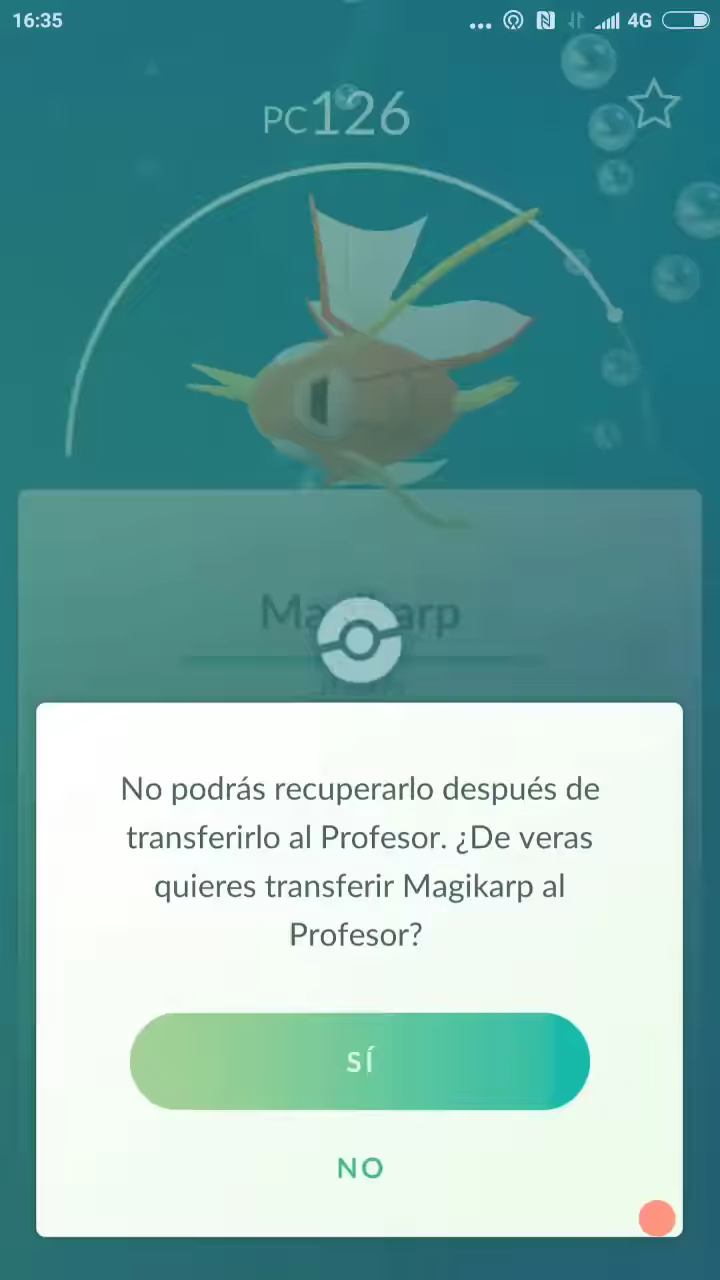 16:35
4G
PC126
Magikarp
No podrás recuperarlo después de
transferirlo al Profesor. ¿De veras
quieres transferir Magikarp al
Profesor?
SÍ
NO